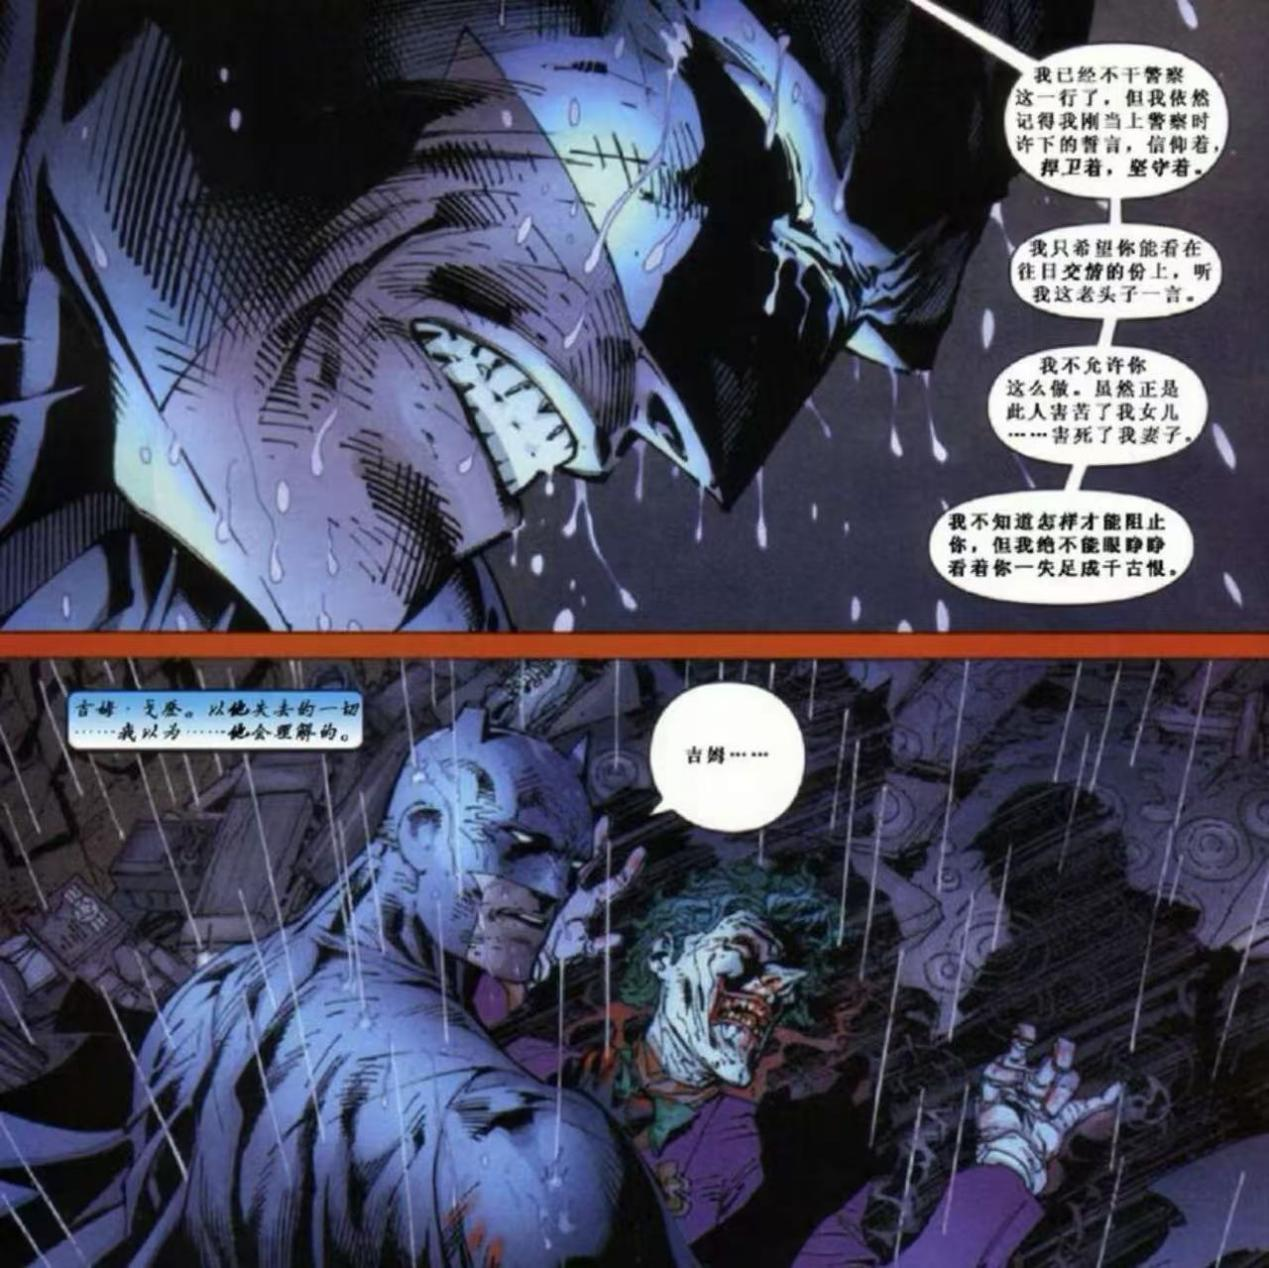 我已经不干警察
这一行了，但我依然
记得我刚当上警察时
许下的誓言，信仰着，
捍卫着，坚守着。
我只希望你能看在
往日交情的份上，听
我这老头子一言。
我不允许你
这么做。虽然正是
此人害苦了我女儿
……害死了我妻子。
我不知道怎样才能阻止
你，但我绝不能眼睁睁
看着你一失足成千古恨。
吉姆·戈登。以他失去的一切
……我以为……他会理解的。
吉姆……